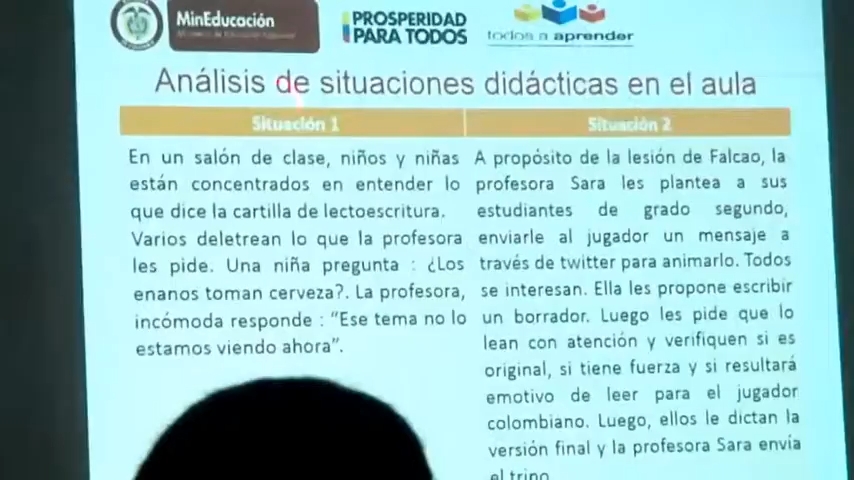 MinEducación
PROSPERIDAD
PARA TODOS
todos a aprender
Análisis de situaciones didácticas en el aula
Situación 1
En un salón de clase, niños y niñas
están concentrados en entender lo
que dice la cartilla de lectoescritura.
Varios deletrean lo que la profesora
les pide. Una niña pregunta : ¿Los
enanos toman cerveza?. La profesora,
incómoda responde : “Ese tema no lo
estamos viendo ahora”.
Situación 2
A propósito de la lesión de Falcao, la
profesora Sara les plantea a sus
estudiantes de grado segundo,
enviarle al jugador un mensaje a
través de twitter para animarlo. Todos
se interesan. Ella les propone escribir
un borrador. Luego les pide que lo
lean con atención y verifiquen si es
original, si tiene fuerza y si resultará
emotivo de leer para el jugador
colombiano. Luego, ellos le dictan la
versión final y la profesora Sara envía
el trino